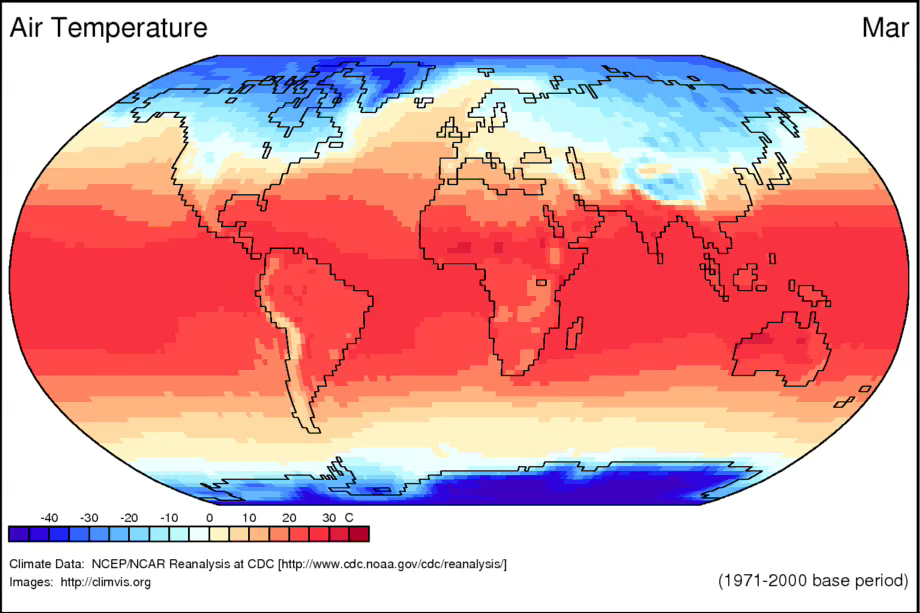 Air Temperature Mar
-40 -30 -20 -10 0 10 20 30 C
Climate Data: NCEP/NCAR Reanalysis at CDC [http://www.cdc.noaa.gov/cdc/reanalysis/]
Images: http://climvis.org (1971-2000 base period)